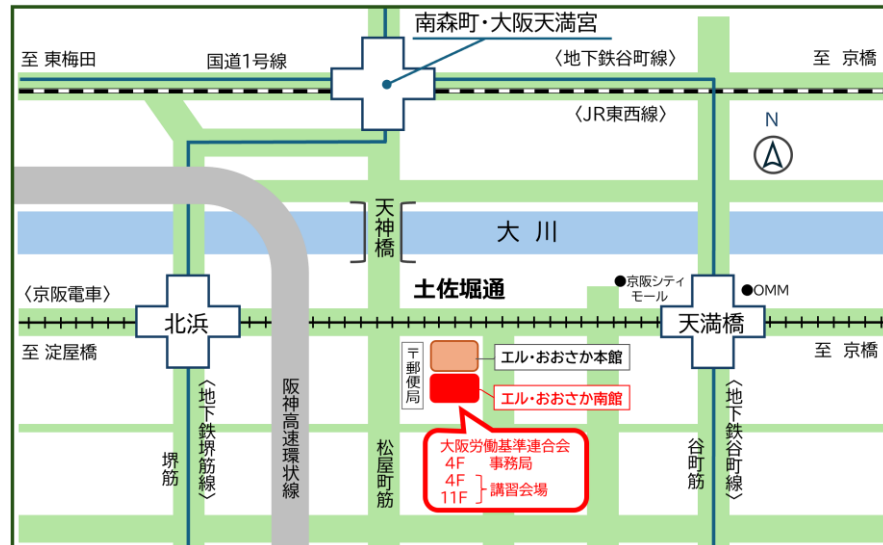 南森町・大阪天満宮
至 東梅田
国道1号線
〈地下鉄谷町線〉
至 京橋
〈JR東西線〉
N
天神橋
大 川
〈京阪電車〉
土佐堀通
●京阪シティ
モール
●OMM
北浜
天満橋
至 淀屋橋
至 京橋
〒郵便局
エル・おおさか本館
エル・おおさか南館
大阪労働基準連合会
4F 事務局
4F
11F
講習会場
堺筋
〈地下鉄堺筋線〉
阪神高速環状線
松屋町筋
谷町筋
〈地下鉄谷町線〉